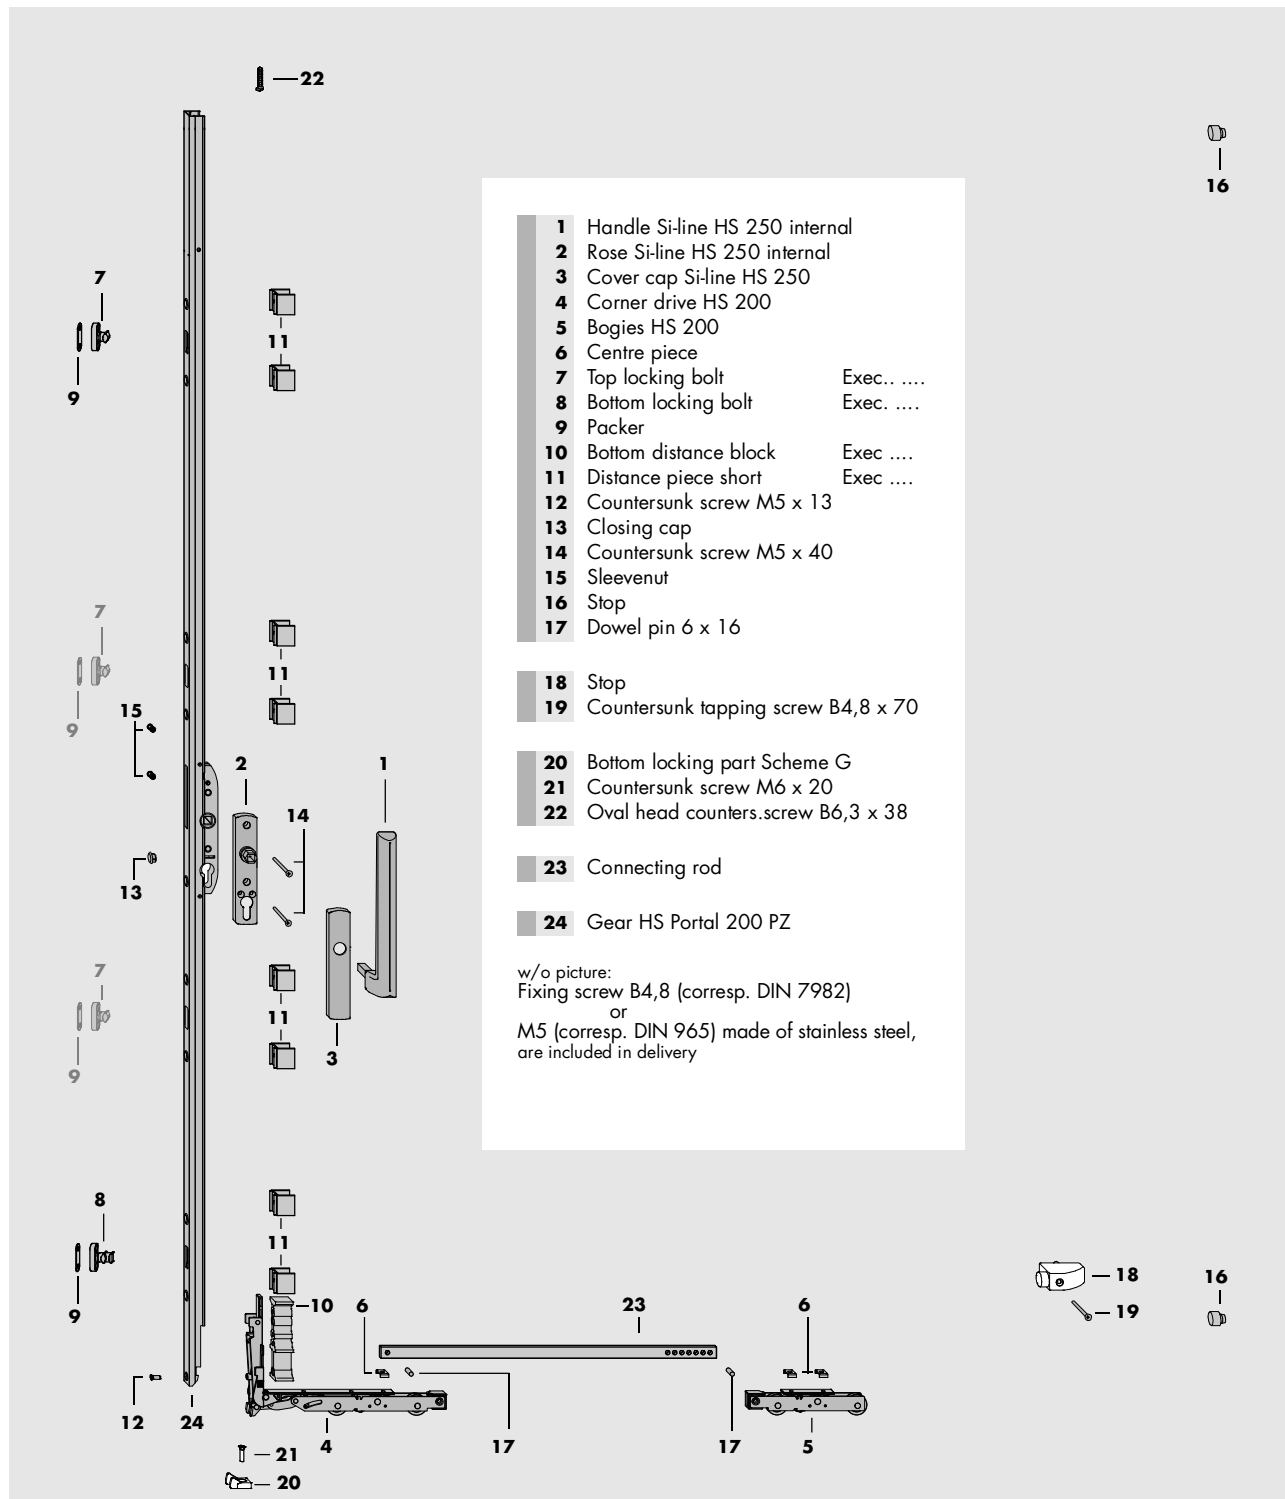 22
16
1 Handle Si-line HS 250 internal
2 Rose Si-line HS 250 internal
3 Cover cap Si-line HS 250
4 Corner drive HS 200
5 Bogies HS 200
6 Centre piece
7 Top locking bolt Exec.. ....
8 Bottom locking bolt Exec. ....
9 Packer
10 Bottom distance block Exec ....
11 Distance piece short Exec ....
12 Countersunk screw M5 x 13
13 Closing cap
14 Countersunk screw M5 x 40
15 Sleevenut
16 Stop
17 Dowel pin 6 x 16
18 Stop
19 Countersunk tapping screw B4,8 x 70
20 Bottom locking part Scheme G
21 Countersunk screw M6 x 20
22 Oval head counters.screw B6,3 x 38
23 Connecting rod
24 Gear HS Portal 200 PZ
w/o picture:
Fixing screw B4,8 (corresp. DIN 7982)
or
M5 (corresp. DIN 965) made of stainless steel,
are included in delivery
7
11
9
7
11
15
9
2
1
14
13
7
11
3
9
8
11
18
16
9
10
6
23
6
19
12
24
4
17
17
5
21
20